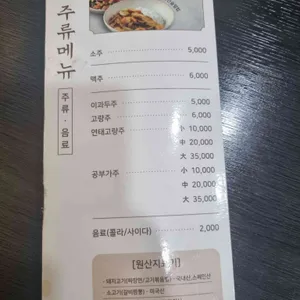 주류메뉴
주류 · 음료
소주 5,000
맥주 6,000
이과두주 5,000
고량주 6,000
연태고량주 小 10,000
中 20,000
大 35,000
공부가주 小 10,000
中 20,000
大 35,000
음료(콜라/사이다) 2,000
[원산지표기]